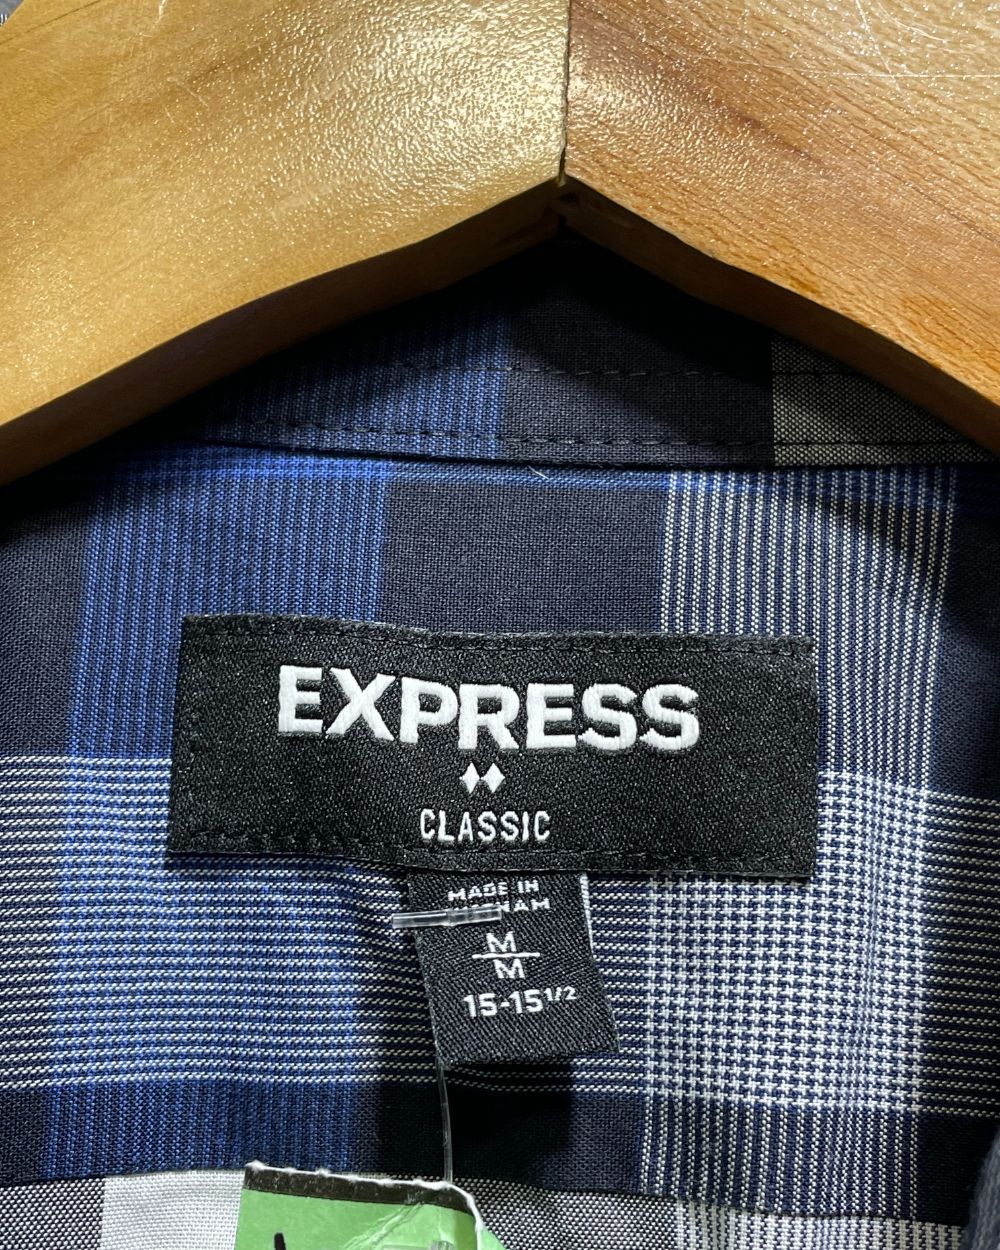 EXPRESS
CLASSIC
MADE IN
M
M
15-15 1/2